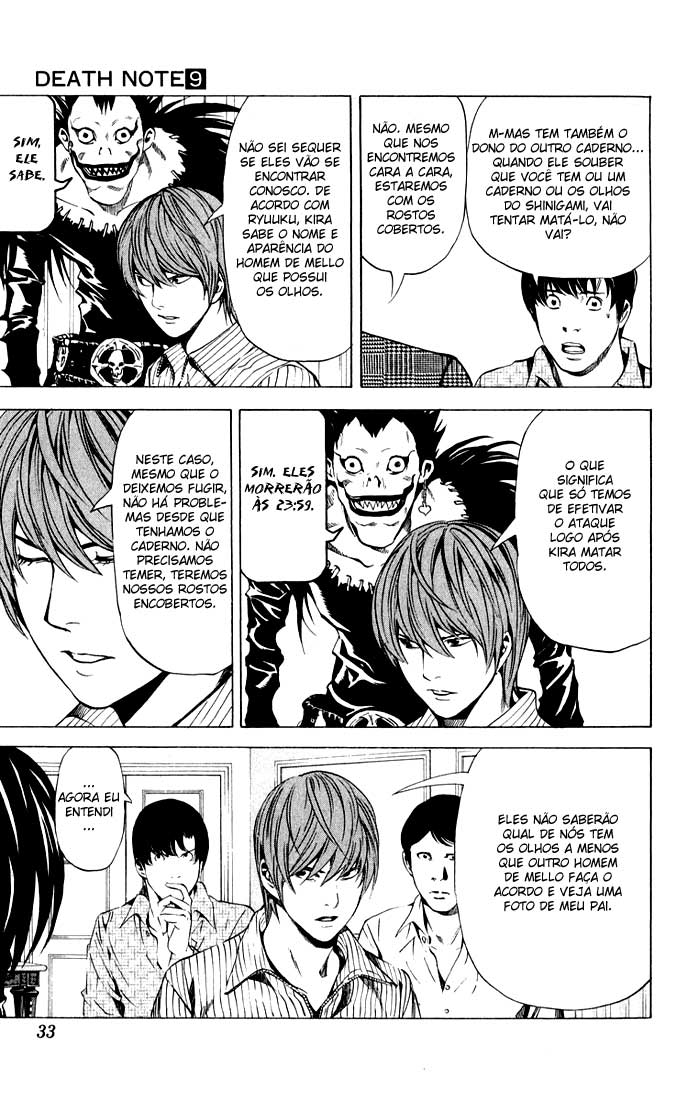 DEATH NOTE 9
M-MAS TEM TAMBÉM O
DONO DO OUTRO CADERNO...
QUANDO ELE SOUBER
QUE VOCÊ TEM OU UM
CADERNO OU OS OLHOS
DO SHINIGAMI, VAI
TENTAR MATÁ-LO, NÃO
VAI?
NÃO. MESMO
QUE NOS
ENCONTREMOS
CARA A CARA,
ESTAREMOS
COM OS
ROSTOS
COBERTOS.
NÃO SEI SEQUER
SE ELES VÃO SE
ENCONTRAR
CONOSCO. DE
ACORDO COM
RYUUKU, KIRA
SABE O NOME E
APARÊNCIA DO
HOMEM DE MELLO
QUE POSSUI
OS OLHOS.
SIM,
ELE
SABE.
O QUE
SIGNIFICA
QUE SÓ TEMOS
DE EFETIVAR
O ATAQUE
LOGO APÓS
KIRA MATAR
TODOS.
SIM. ELES
MORRERÃO
ÀS 23:59.
NESTE CASO,
MESMO QUE O
DEIXEMOS FUGIR,
NÃO HÁ PROBLE-
MAS DESDE QUE
TENHAMOS O
CADERNO. NÃO
PRECISAMOS
TEMER, TEREMOS
NOSSOS ROSTOS
ENCOBERTOS.
ELES NÃO SABERÃO
QUAL DE NÓS TEM
OS OLHOS A MENOS
QUE OUTRO HOMEM
DE MELLO FAÇA O
ACORDO E VEJA UMA
FOTO DE MEU PAI.
...
AGORA EU
ENTENDI
...
33